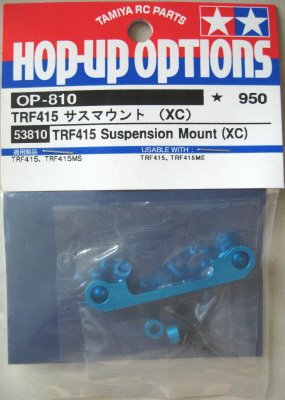 TAMIYA RC PARTS
HOP-UP OPTIONS
OP-810 ★ 950
TRF415 サスマウント (XC)
53810 TRF415 Suspension Mount (XC)
適用製品 USABLE WITH :
TRF415、TRF415MS TRF415、TRF415MS